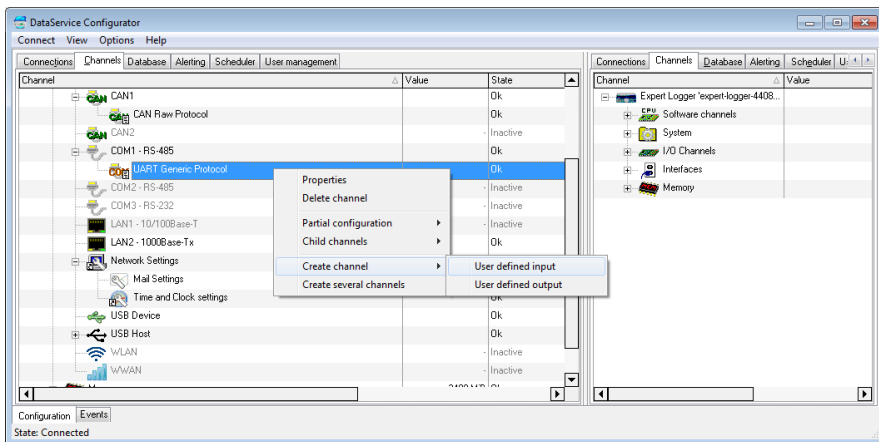 DataService Configurator
Connect View Options Help
Connections Channels Database Alerting Scheduler User management
Channel Value State
CAN1 Ok
CAN Raw Protocol Ok
CAN2 - Inactive
COM1 - RS-485 Ok
UART Generic Protocol Ok
COM2 - RS-485 - Inactive
COM3 - RS-232 - Inactive
LAN1 - 10/100Base-T - Inactive
LAN2 - 1000Base-Tx Ok
Network Settings
Mail Settings
Time and Clock settings Ok
USB Device Ok
USB Host Ok
WLAN - Inactive
WWAN - Inactive
Properties
Delete channel
Partial configuration
Child channels
Create channel
Create several channels
User defined input
User defined output
Connections Channels Database Alerting Scheduler U
Channel Value
Expert Logger 'expert-logger-4408...
CPU Software channels
System
I/O Channels
Interfaces
Memory
Configuration Events
State: Connected